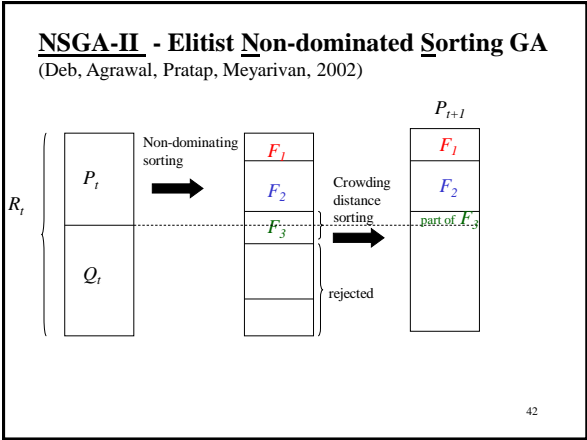 NSGA-II - Elitist Non-dominated Sorting GA
(Deb, Agrawal, Pratap, Meyarivan, 2002)
Pt+1
Non-dominating
sorting
F1
F1
Pt
F2
Crowding
distance
sorting
F2
Rt
F3
part of F3
Qt
rejected
42